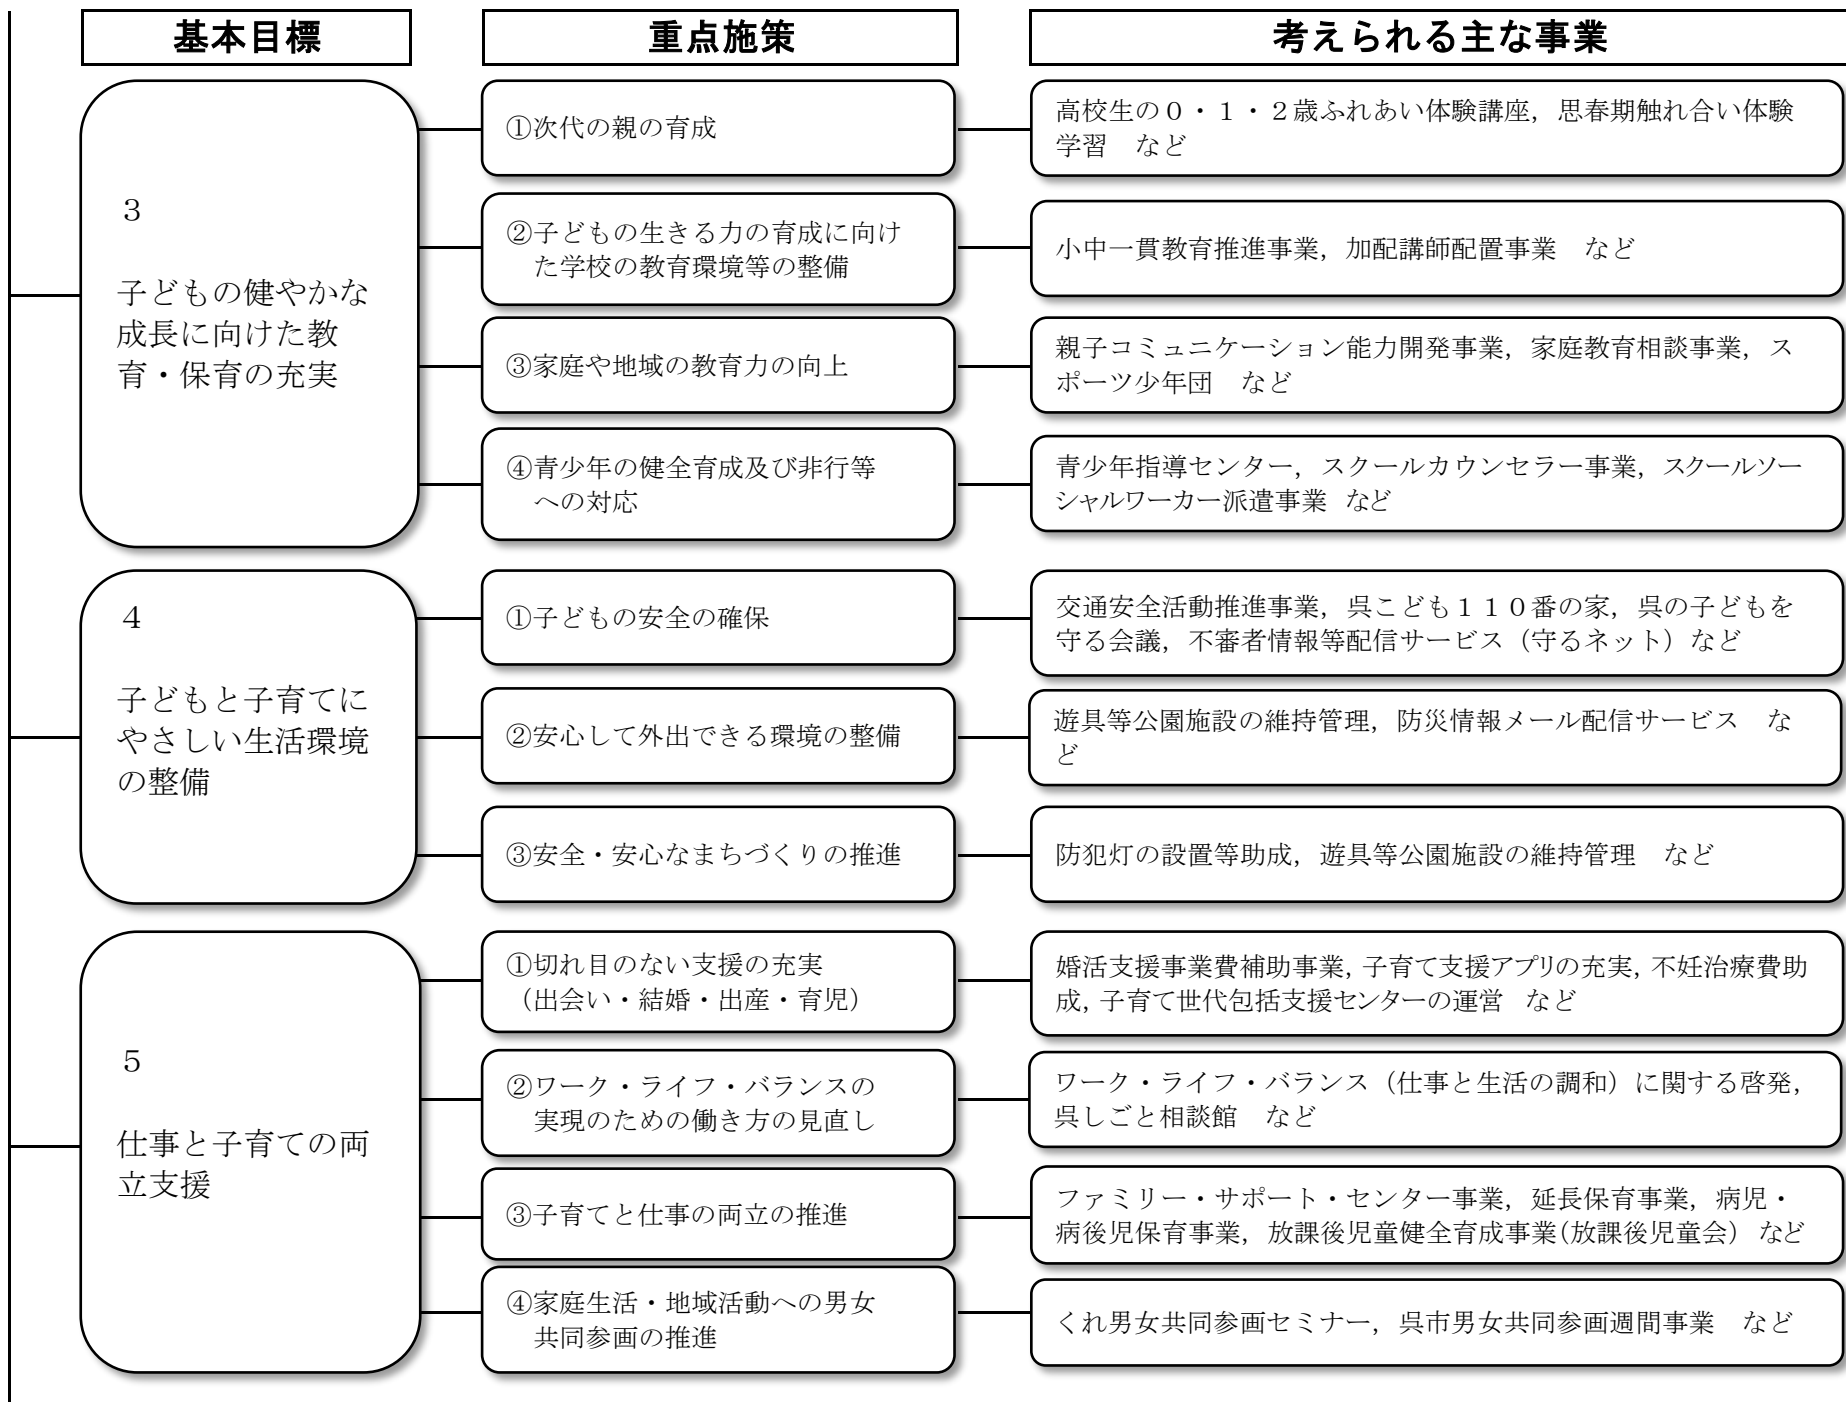 基本目標
重点施策
考えられる主な事業
３
子どもの健やかな
成長に向けた教
育・保育の充実
①次代の親の育成
高校生の０・１・２歳ふれあい体験講座，思春期触れ合い体験
学習　など
②子どもの生きる力の育成に向け
た学校の教育環境等の整備
小中一貫教育推進事業，加配講師配置事業　など
③家庭や地域の教育力の向上
親子コミュニケーション能力開発事業，家庭教育相談事業，ス
ポーツ少年団　など
④青少年の健全育成及び非行等
への対応
青少年指導センター，スクールカウンセラー事業，スクールソー
シャルワーカー派遣事業　など
４
子どもと子育てに
やさしい生活環境
の整備
①子どもの安全の確保
交通安全活動推進事業，呉こども１１０番の家，呉の子どもを
守る会議，不審者情報等配信サービス（守るネット）など
②安心して外出できる環境の整備
遊具等公園施設の維持管理，防災情報メール配信サービス　な
ど
③安全・安心なまちづくりの推進
防犯灯の設置等助成，遊具等公園施設の維持管理　など
５
仕事と子育ての両
立支援
①切れ目のない支援の充実
（出会い・結婚・出産・育児）
婚活支援事業費補助事業，子育て支援アプリの充実，不妊治療費助
成，子育て世代包括支援センターの運営　など
②ワーク・ライフ・バランスの
実現のための働き方の見直し
ワーク・ライフ・バランス（仕事と生活の調和）に関する啓発，
呉しごと相談館　など
③子育てと仕事の両立の推進
ファミリー・サポート・センター事業，延長保育事業，病児・
病後児保育事業，放課後児童健全育成事業（放課後児童会）など
④家庭生活・地域活動への男女
共同参画の推進
くれ男女共同参画セミナー，呉市男女共同参画週間事業　など